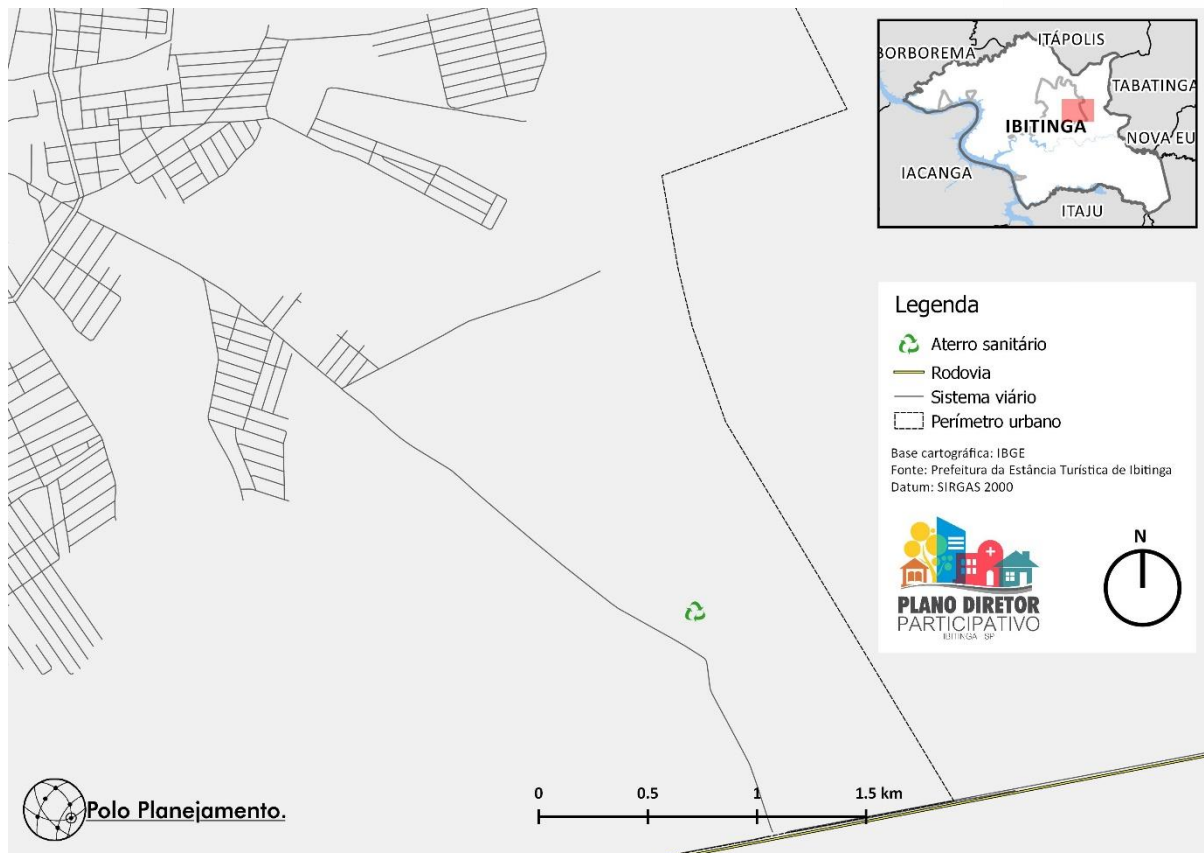 ITÁPOLIS
BORBOREMA
TABATINGA
IBITINGA
NOVA EU
IACANGA
ITAJU
Legenda
Aterro sanitário
Rodovia
Sistema viário
Perímetro urbano
Base cartográfica: IBGE
Fonte: Prefeitura da Estância Turística de Ibitinga
Datum: SIRGAS 2000
N
PLANO DIRETOR
PARTICIPATIVO
IBITINGA SP
0 0.5 1 1.5 km
Polo Planejamento.